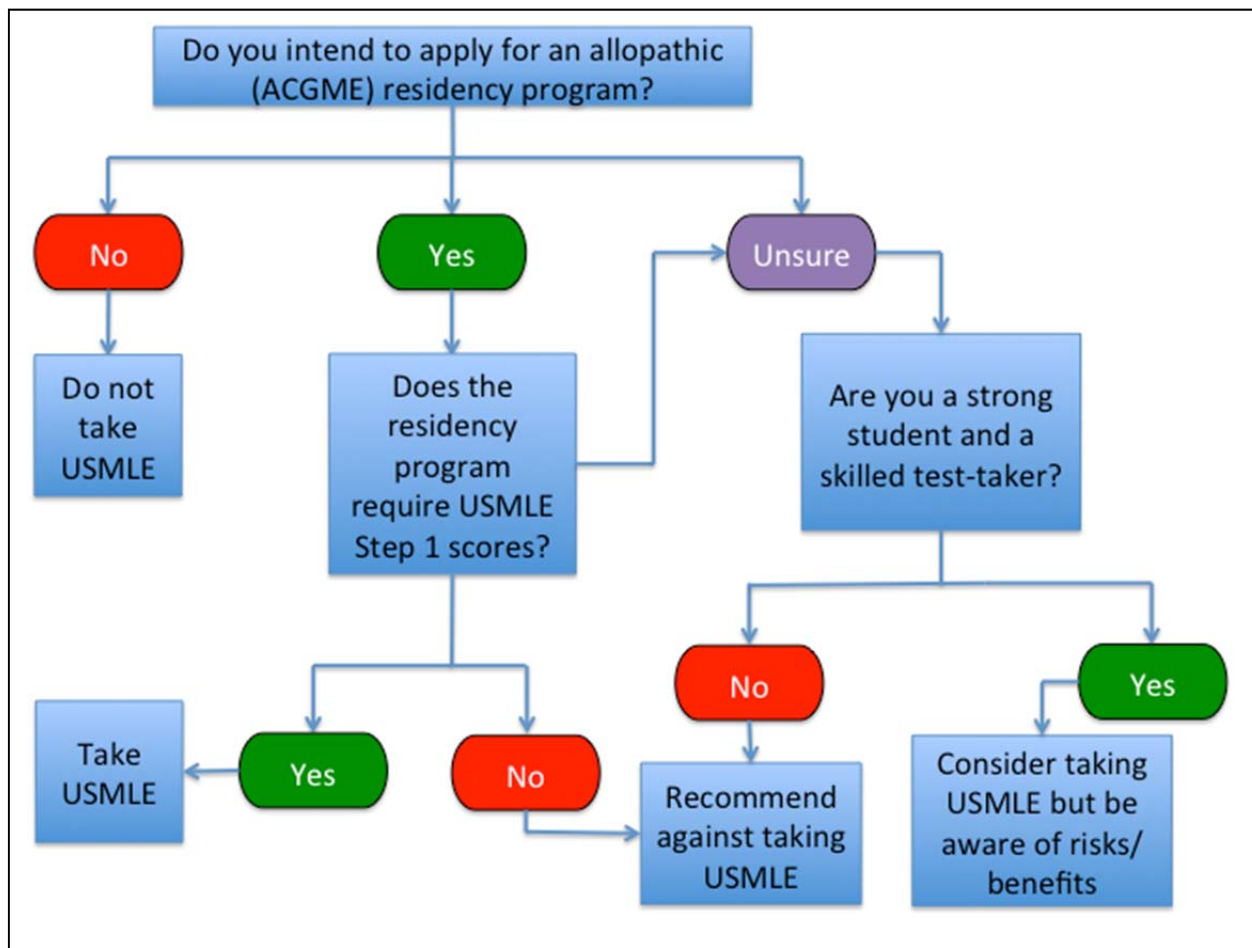 Do you intend to apply for an allopathic
(ACGME) residency program?
No
Yes
Unsure
Do not
take
USMLE
Does the
residency
program
require USMLE
Step 1 scores?
Are you a strong
student and a
skilled test-taker?
No
Yes
Take
USMLE
Yes
No
Recommend
against taking
USMLE
Consider taking
USMLE but be
aware of risks/
benefits